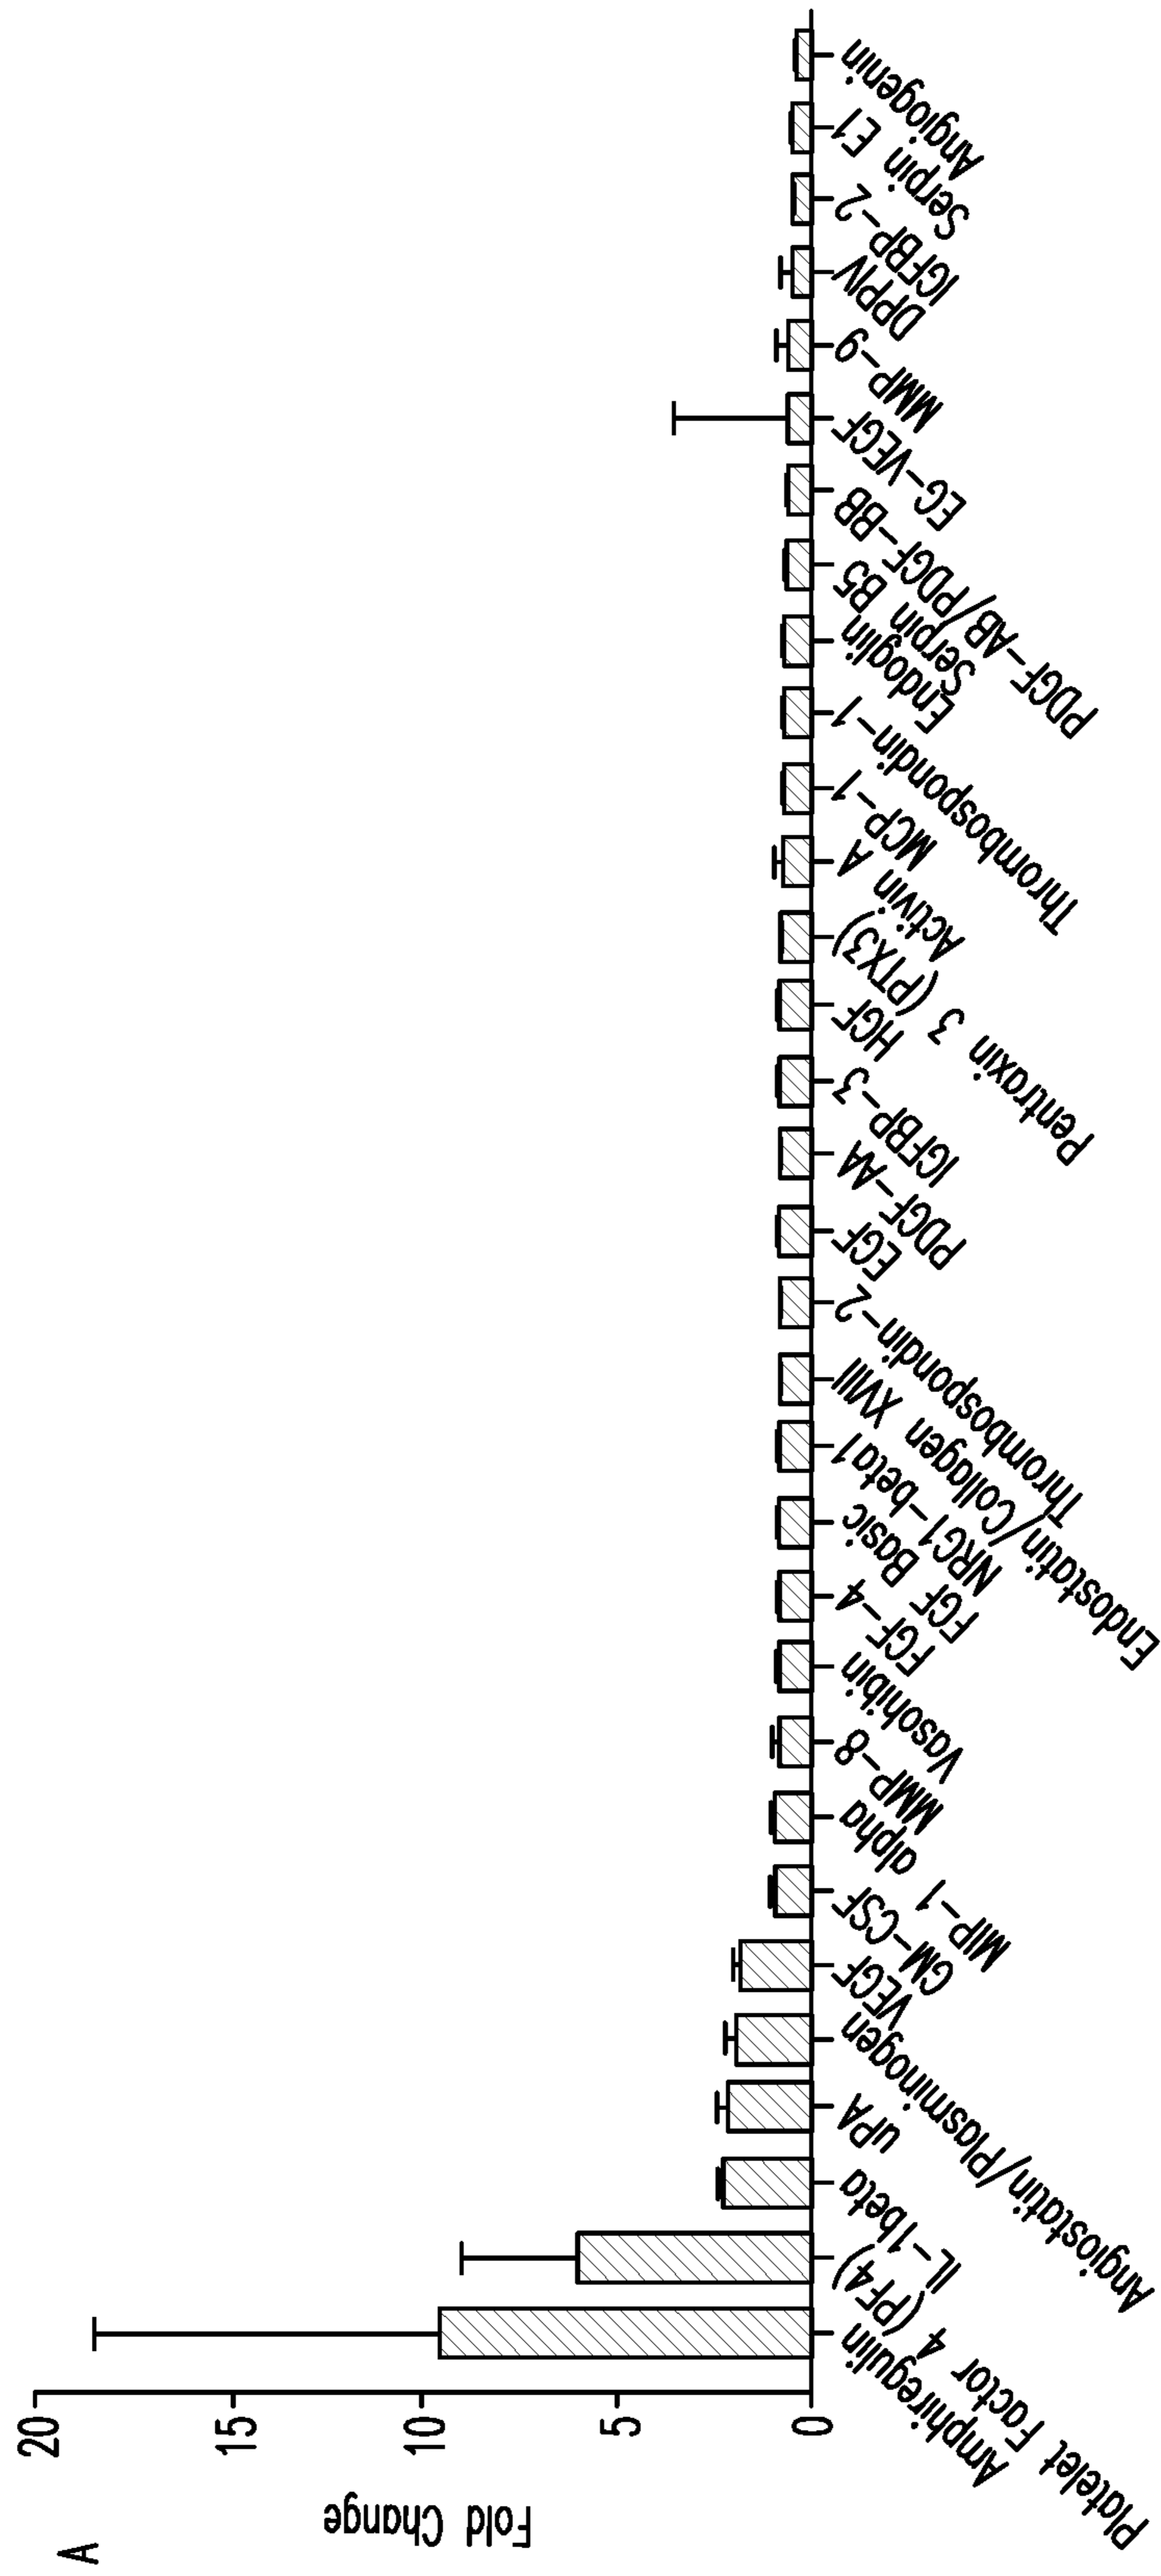 A
Fold Change
20
15
10
5
0
Amphiregulin
Platelet Factor 4 (PF4)
IL-1beta
uPA
Angiostatin/Plasminogen
VEGF
GM-CSF
MIP-1 alpha
MMP-8
Vasohibin
FGF-4
FGF Basic
NRG1-beta1
Endostatin/Collagen XVIII
Thrombospondin-2
EGF
PDGF-AA
IGFBP-3
HGF
Pentraxin 3 (PTX3)
Activin A
MCP-1
Thrombospondin-1
Endoglin
Serpin B5
PDGF-AB/PDGF-BB
EG-VEGF
MMP-9
DPPIV
IGFBP-2
Serpin E1
Angiogenin